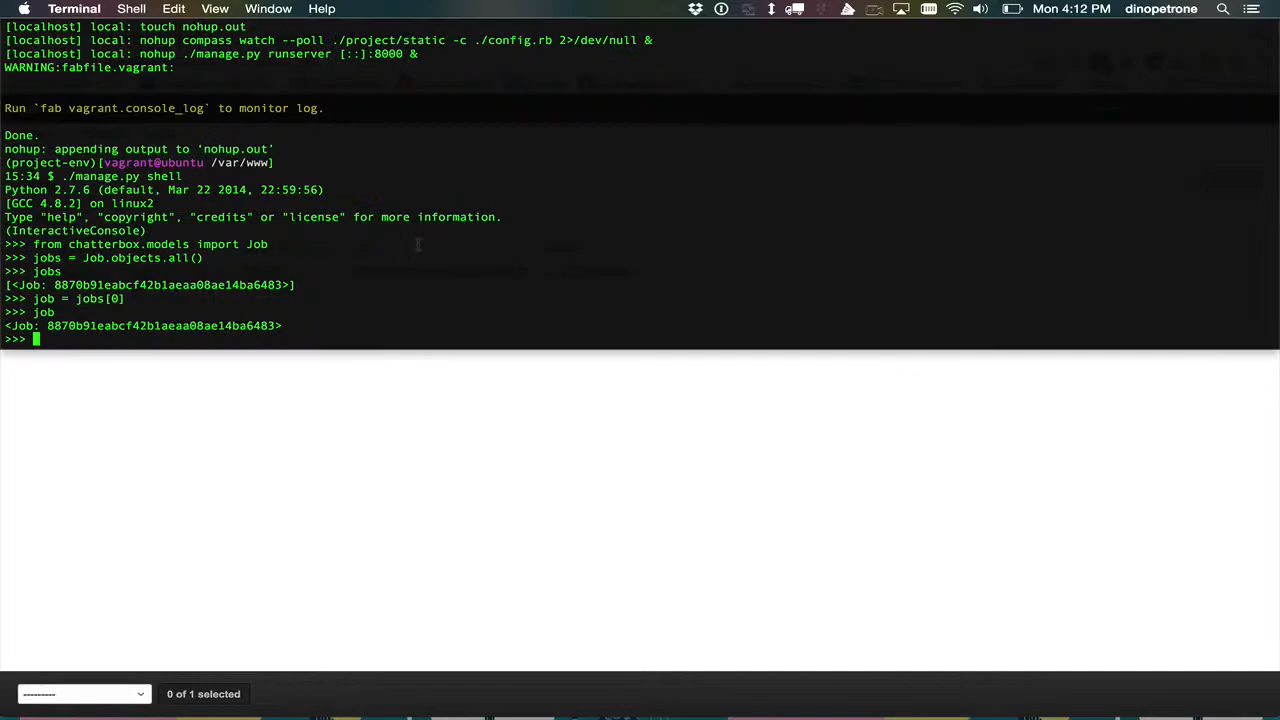 Terminal Shell Edit View Window Help Mon 4:12 PM dinopetrone
[localhost] local: touch nohup.out
[localhost] local: nohup compass watch --poll ./project/static -c ./config.rb 2>/dev/null &
[localhost] local: nohup ./manage.py runserver [::]:8000 &
WARNING:fabfile.vagrant:
Run `fab vagrant.console_log` to monitor log.
Done.
nohup: appending output to ‘nohup.out’
(project-env)[vagrant@ubuntu /var/www]
15:34 $ ./manage.py shell
Python 2.7.6 (default, Mar 22 2014, 22:59:56)
[GCC 4.8.2] on linux2
Type "help", "copyright", "credits" or "license" for more information.
(InteractiveConsole)
>>> from chatterbox.models import Job
>>> jobs = Job.objects.all()
>>> jobs
[<Job: 8870b91eabcf42b1aeaa08ae14ba6483>]
>>> job = jobs[0]
>>> job
<Job: 8870b91eabcf42b1aeaa08ae14ba6483>
>>>
---------
0 of 1 selected